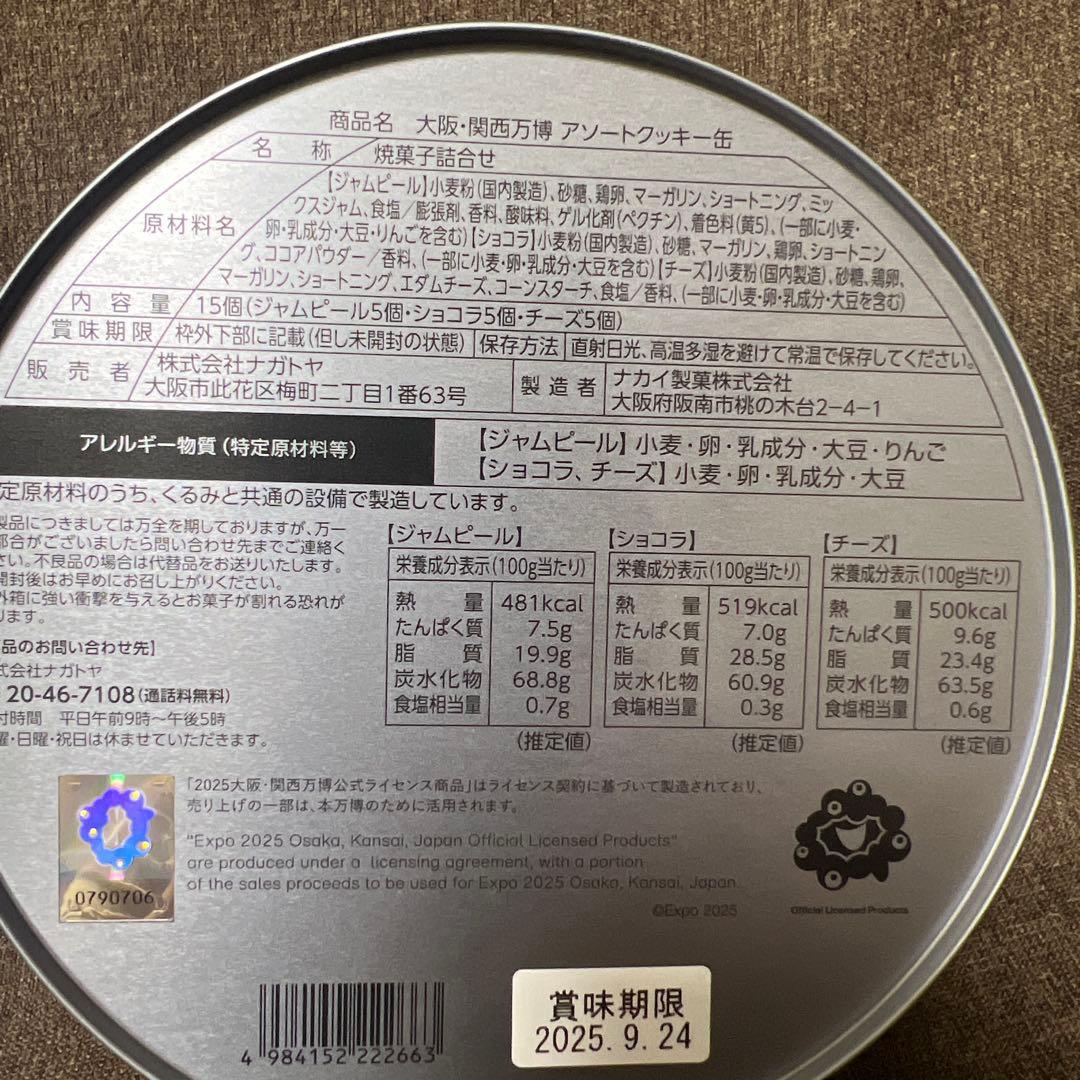 商品名 大阪・関西万博 アソートクッキー缶
名称 焼菓子詰合せ
原材料名 【ジャムピール】小麦粉(国内製造)、砂糖、鶏卵、マーガリン、ショートニング、ミッ
クスジャム、食塩／膨張剤、香料、酸味料、ゲル化剤(ペクチン)、着色料(黄5)、(一部に小麦・
卵・乳成分・大豆・りんごを含む)【ショコラ】小麦粉(国内製造)、砂糖、マーガリン、鶏卵、ショートニン
グ、ココアパウダー／香料、(一部に小麦・卵・乳成分・大豆を含む)【チーズ】小麦粉(国内製造)、砂糖、鶏卵、
マーガリン、ショートニング、エダムチーズ、コーンスターチ、食塩／香料、(一部に小麦・卵・乳成分・大豆を含む)
内容量 15個(ジャムピール5個・ショコラ5個・チーズ5個)
賞味期限 枠外下部に記載(但し未開封の状態) 保存方法 直射日光、高温多湿を避けて常温で保存してください。
販売者 株式会社ナガトヤ
大阪市此花区梅町二丁目1番63号
製造者 ナカイ製菓株式会社
大阪府阪南市桃の木台2-4-1
アレルギー物質(特定原材料等)
【ジャムピール】小麦・卵・乳成分・大豆・りんご
【ショコラ、チーズ】小麦・卵・乳成分・大豆
定原材料のうち、くるみと共通の設備で製造しています。
製品につきましては万全を期しておりますが、万一
都合がございましたら問い合わせ先までご連絡く
さい。不良品の場合は代替品をお送りいたします。
開封後はお早めにお召し上がりください。
外箱に強い衝撃を与えるとお菓子が割れる恐れが
ります。
品のお問い合わせ先】
式会社ナガトヤ
20-46-7108(通話料無料)
付時間 平日午前9時〜午後5時
曜・日曜・祝日は休ませていただきます。
【ジャムピール】
栄養成分表示(100g当たり)
熱量 481kcal
たんぱく質 7.5g
脂質 19.9g
炭水化物 68.8g
食塩相当量 0.7g
(推定値)
【ショコラ】
栄養成分表示(100g当たり)
熱量 519kcal
たんぱく質 7.0g
脂質 28.5g
炭水化物 60.9g
食塩相当量 0.3g
(推定値)
【チーズ】
栄養成分表示(100g当たり)
熱量 500kcal
たんぱく質 9.6g
脂質 23.4g
炭水化物 63.5g
食塩相当量 0.6g
(推定値)
0790706
「2025大阪・関西万博公式ライセンス商品」はライセンス契約に基づいて製造されており、
売り上げの一部は、本万博のために活用されます。
"Expo 2025 Osaka, Kansai, Japan Official Licensed Products"
are produced under a licensing agreement, with a portion
of the sales proceeds to be used for Expo 2025 Osaka, Kansai, Japan.
©Expo 2025
Official Licensed Products
4 984152 222663
賞味期限
2025. 9. 24